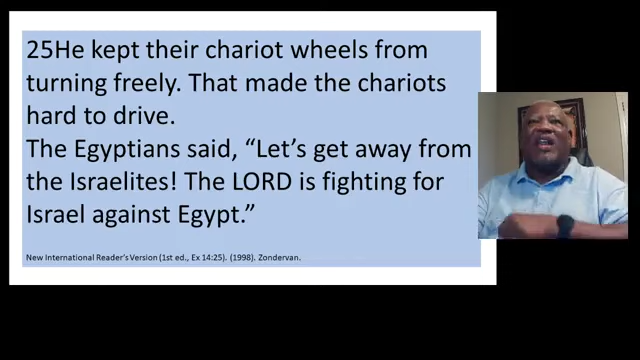 25He kept their chariot wheels from
turning freely. That made the chariots
hard to drive.
The Egyptians said, “Let’s get away from
the Israelites! The LORD is fighting for
Israel against Egypt.”
New International Reader’s Version (1st ed., Ex 14:25). (1998). Zondervan.